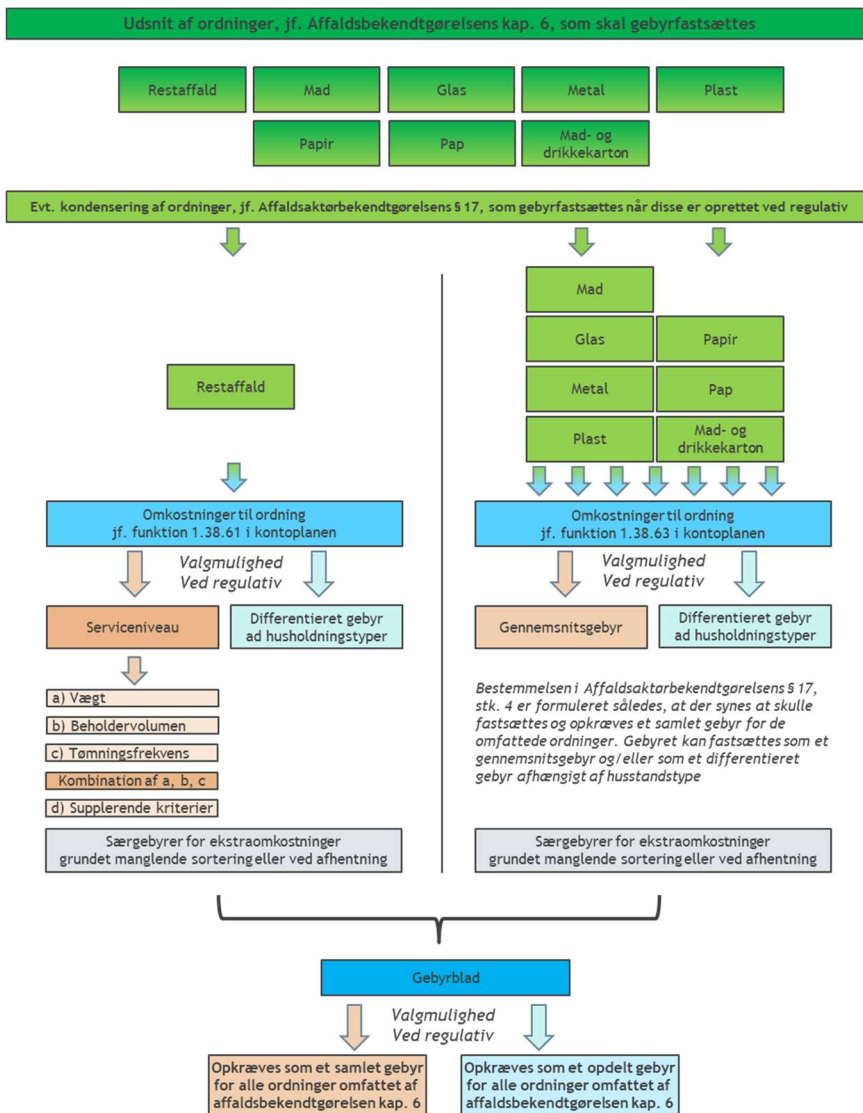 Udsnit af ordninger, jf. Affaldsbekendtgørelsens kap. 6, som skal gebyrfastsættes
Restaffald
Mad
Glas
Metal
Plast
Papir
Pap
Mad- og
drikkekarton
Evt. kondensering af ordninger, jf. Affaldsaktørbekendtgørelsens § 17, som gebyrfastsættes når disse er oprettet ved regulativ
Restaffald
Mad
Glas
Papir
Metal
Pap
Plast
Mad- og
drikkekarton
Omkostninger til ordning
jf. funktion 1.38.61 i kontoplanen
Valgmulighed
Ved regulativ
Serviceniveau
Differentieret gebyr
ad husholdningstyper
a) Vægt
b) Beholdervolumen
c) Tømningsfrekvens
Kombination af a, b, c
d) Supplerende kriterier
Særgebyrer for ekstraomkostninger
grundet manglende sortering eller ved afhentning
Omkostninger til ordning
jf. funktion 1.38.63 i kontoplanen
Valgmulighed
Ved regulativ
Gennemsnitsgebyr
Differentieret gebyr
ad husholdningstyper
Bestemmelsen i Affaldsaktørbekendtgørelsens § 17,
stk. 4 er formuleret således, at der synes at skulle
fastsættes og opkræves et samlet gebyr for de
omfattede ordninger. Gebyret kan fastsættes som et
gennemsnitsgebyr og/eller som et differentieret
gebyr afhængigt af husstandstype
Særgebyrer for ekstraomkostninger
grundet manglende sortering eller ved afhentning
Gebyrblad
Valgmulighed
Ved regulativ
Opkræves som et samlet gebyr
for alle ordninger omfattet af
affaldsbekendtgørelsen kap. 6
Opkræves som et opdelt gebyr
for alle ordninger omfattet af
affaldsbekendtgørelsen kap. 6